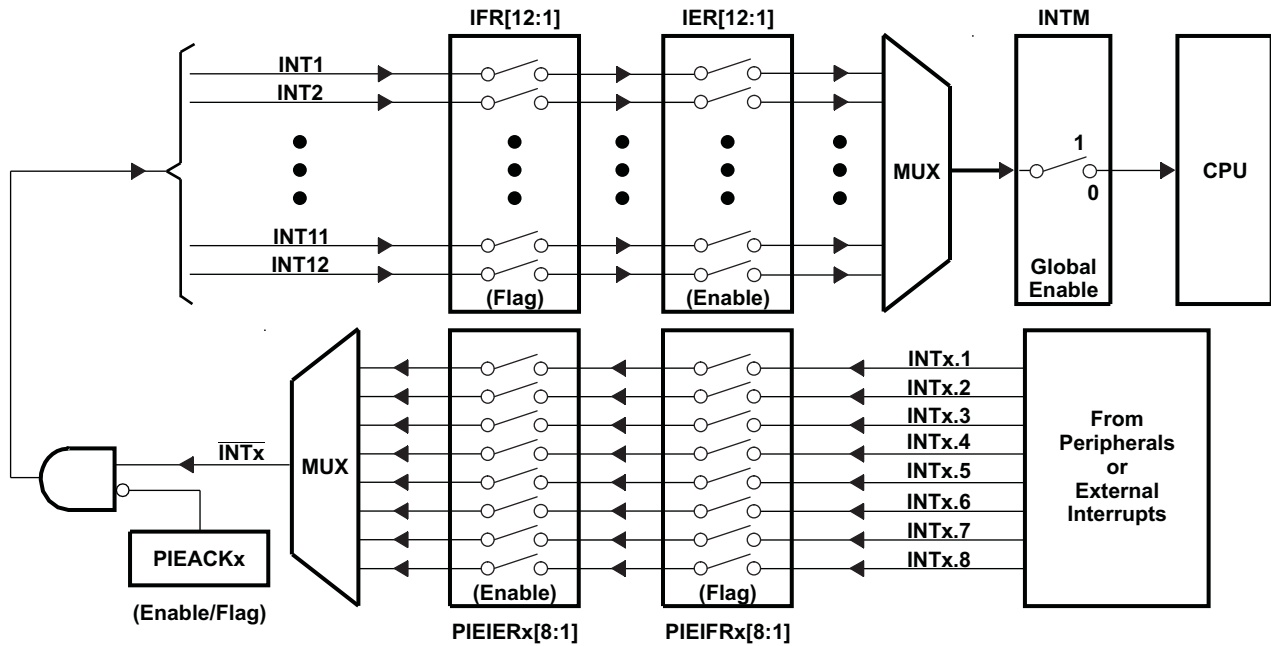 IFR[12:1]
IER[12:1]
INTM
INT1
INT2
1
MUX
CPU
0
INT11
INT12
(Flag)
(Enable)
Global
Enable
INTx.1
INTx.2
INTx.3
INTx.4
INTx.5
INTx.6
INTx.7
INTx.8
From
Peripherals
or
External
Interrupts
INTx
MUX
PIEACKx
(Enable/Flag)
(Enable)
(Flag)
PIEIERx[8:1]
PIEIFRx[8:1]